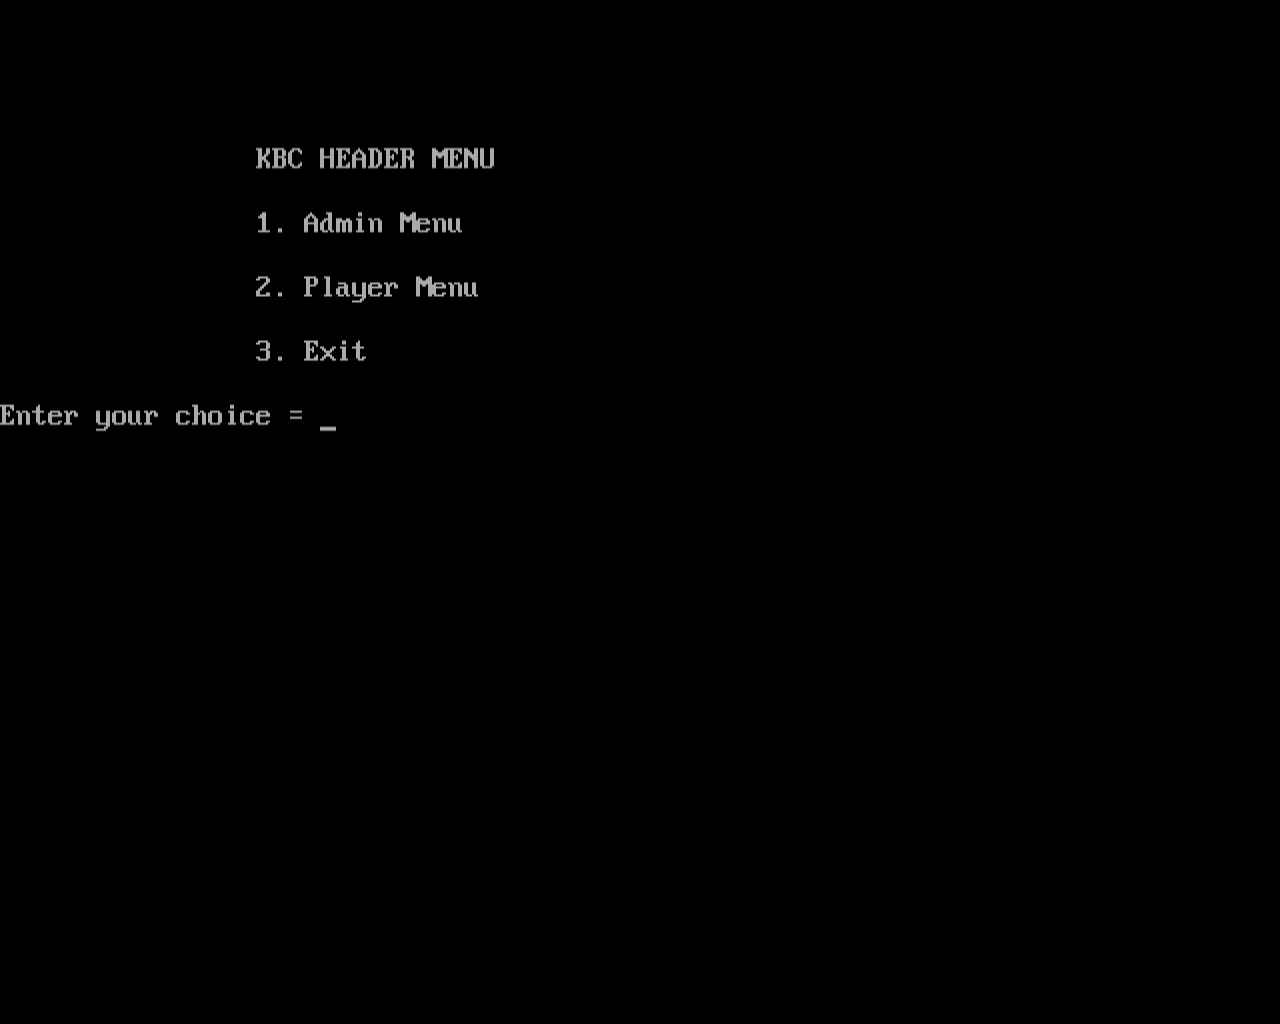 KBC HEADER MENU
1. Admin Menu
2. Player Menu
3. Exit
Enter your choice = _